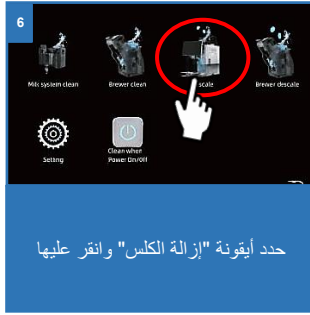 6
Milk system clean
Brewer clean
scale
Brewer descale
Setting
Clean when
Power On/Off
حدد أيقونة "إزالة الكلس" وانقر عليها